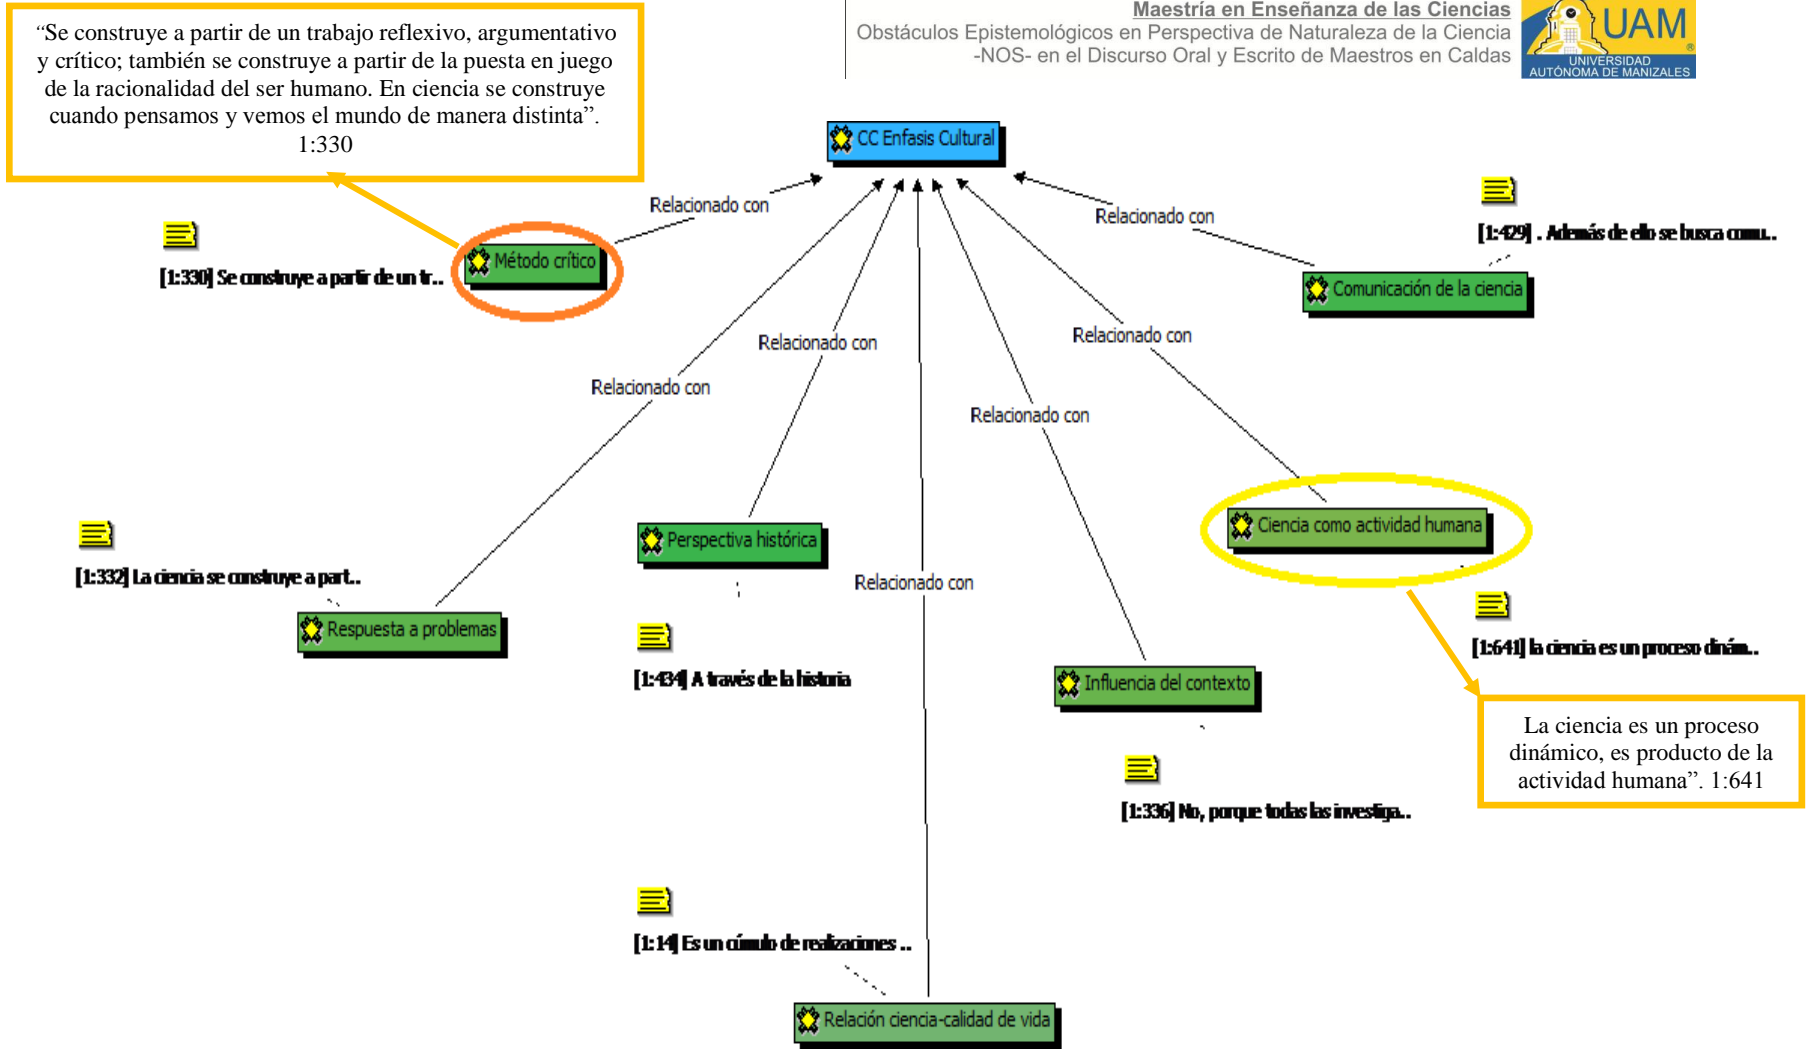 Maestría en Enseñanza de las Ciencias
Obstáculos Epistemológicos en Perspectiva de Naturaleza de la Ciencia
-NOS- en el Discurso Oral y Escrito de Maestros en Caldas
UAM
®
UNIVERSIDAD
AUTÓNOMA DE MANIZALES
“Se construye a partir de un trabajo reflexivo, argumentativo
y crítico; también se construye a partir de la puesta en juego
de la racionalidad del ser humano. En ciencia se construye
cuando pensamos y vemos el mundo de manera distinta”.
1:330
CC Enfasis Cultural
Relacionado con
Relacionado con
[1:429] . Además de ello se busca comu..
Método crítico
[1:330] Se construye a partir de un tr..
Comunicación de la ciencia
Relacionado con
Relacionado con
Relacionado con
Relacionado con
Ciencia como actividad humana
Perspectiva histórica
[1:332] La ciencia se construye a part..
Relacionado con
Respuesta a problemas
[1:641] la ciencia es un proceso dinám..
[1:434] A través de la historia
Influencia del contexto
La ciencia es un proceso
dinámico, es producto de la
actividad humana”. 1:641
[1:336] No, porque todas las investiga..
[1:14] Es un cúmulo de realizaciones ..
Relación ciencia-calidad de vida